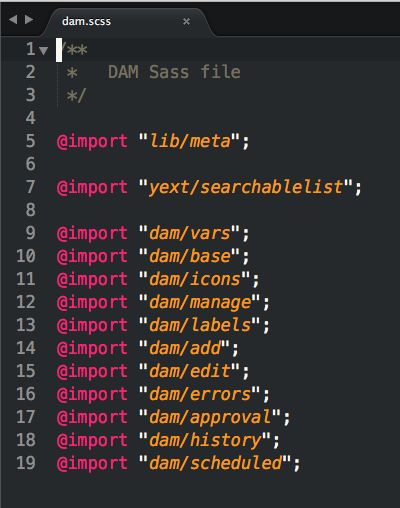 dam.scss
1 /**
2  *   DAM Sass file
3  */
4
5 @import "lib/meta";
6
7 @import "yext/searchablelist";
8
9 @import "dam/vars";
10 @import "dam/base";
11 @import "dam/icons";
12 @import "dam/manage";
13 @import "dam/labels";
14 @import "dam/add";
15 @import "dam/edit";
16 @import "dam/errors";
17 @import "dam/approval";
18 @import "dam/history";
19 @import "dam/scheduled";